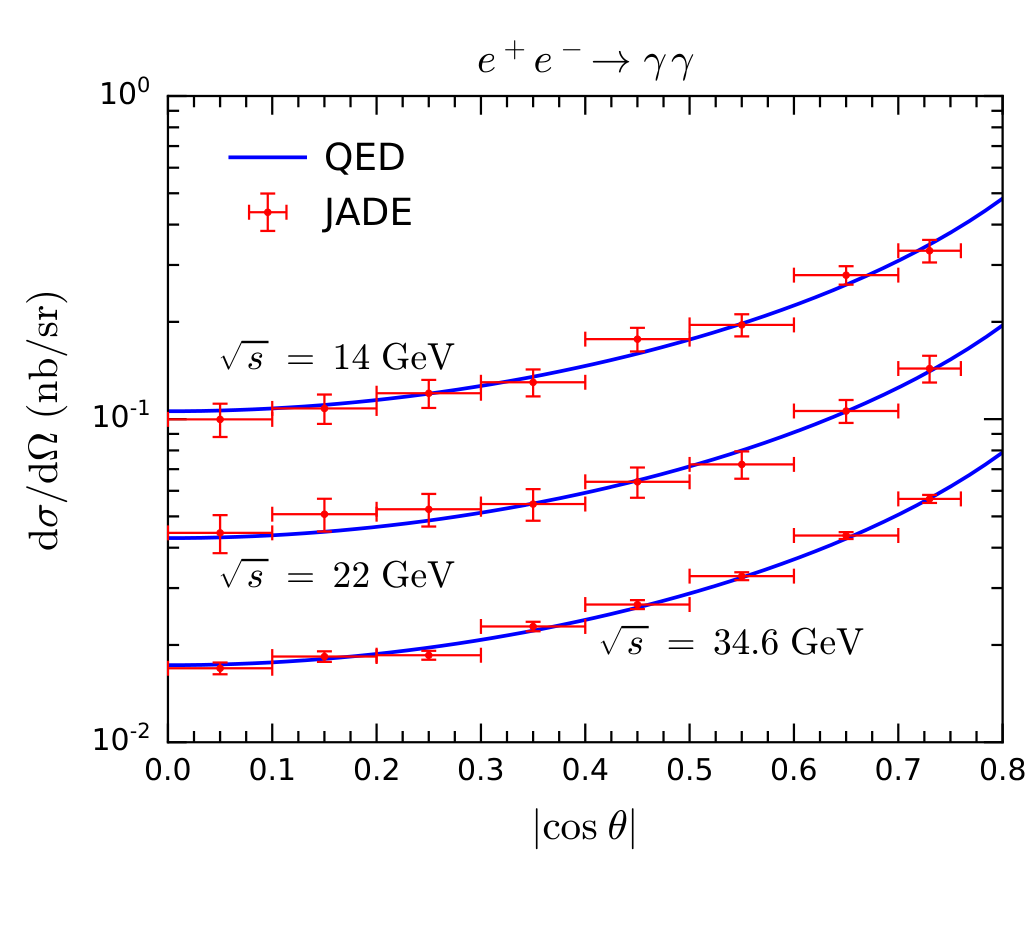 e⁺e⁻ → γγ
10⁰
QED
JADE
√s = 14 GeV
dσ/dΩ (nb/sr)
10⁻¹
√s = 22 GeV
√s = 34.6 GeV
10⁻²
0.0 0.1 0.2 0.3 0.4 0.5 0.6 0.7 0.8
|cos θ|